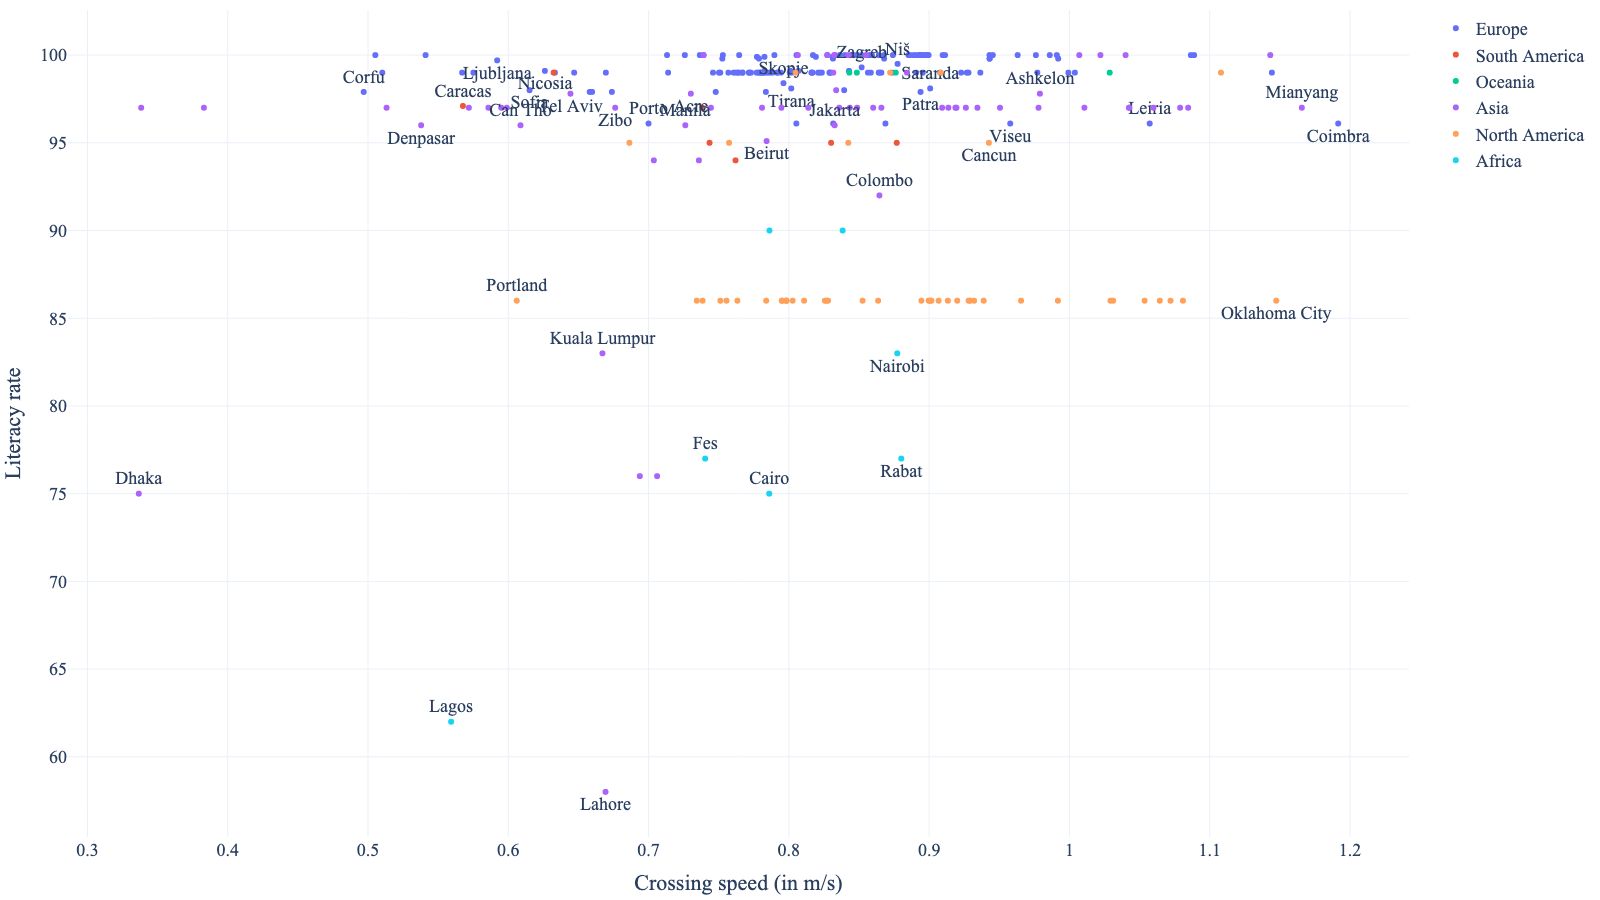 Europe
South America
Oceania
Asia
North America
Africa
100
95
90
85
80
75
70
65
60
Literacy rate
Zagreb
Niš
Corfu
Ljubljana
Skopje
Saranda
Ashkelon
Nicosia
Caracas
Mianyang
Sofia
Tel Aviv
Tirana
Patra
Can Tho
Porto
Acre
Manila
Jakarta
Leiria
Zibo
Denpasar
Viseu
Coimbra
Beirut
Cancun
Colombo
Portland
Oklahoma City
Kuala Lumpur
Nairobi
Fes
Rabat
Dhaka
Cairo
Lagos
Lahore
0.3
0.4
0.5
0.6
0.7
0.8
0.9
1
1.1
1.2
Crossing speed (in m/s)